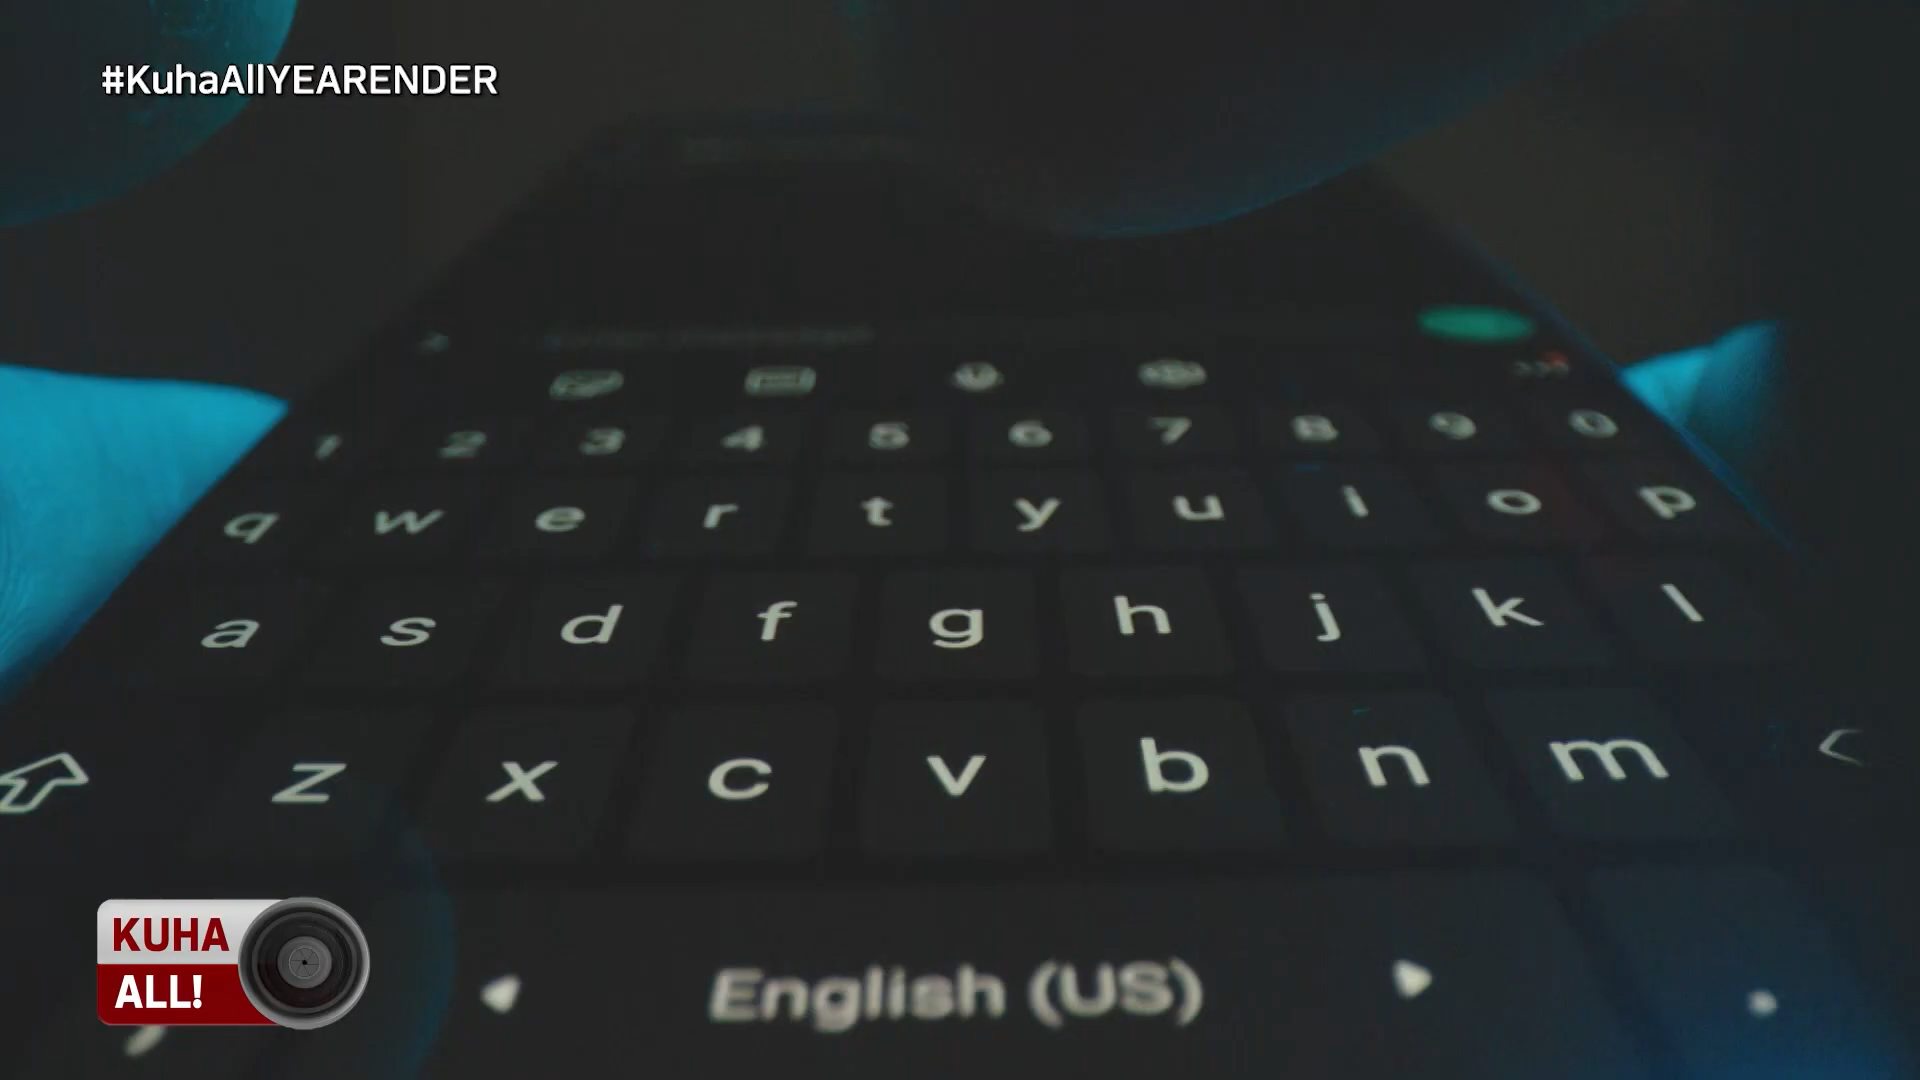 #KuhaAllYEARENDER
1 2 3 4 5 6 7 8 9 0
q w e r t y u i o p
a s d f g h j k l
z x c v b n m
, English (US) .
KUHA
ALL!